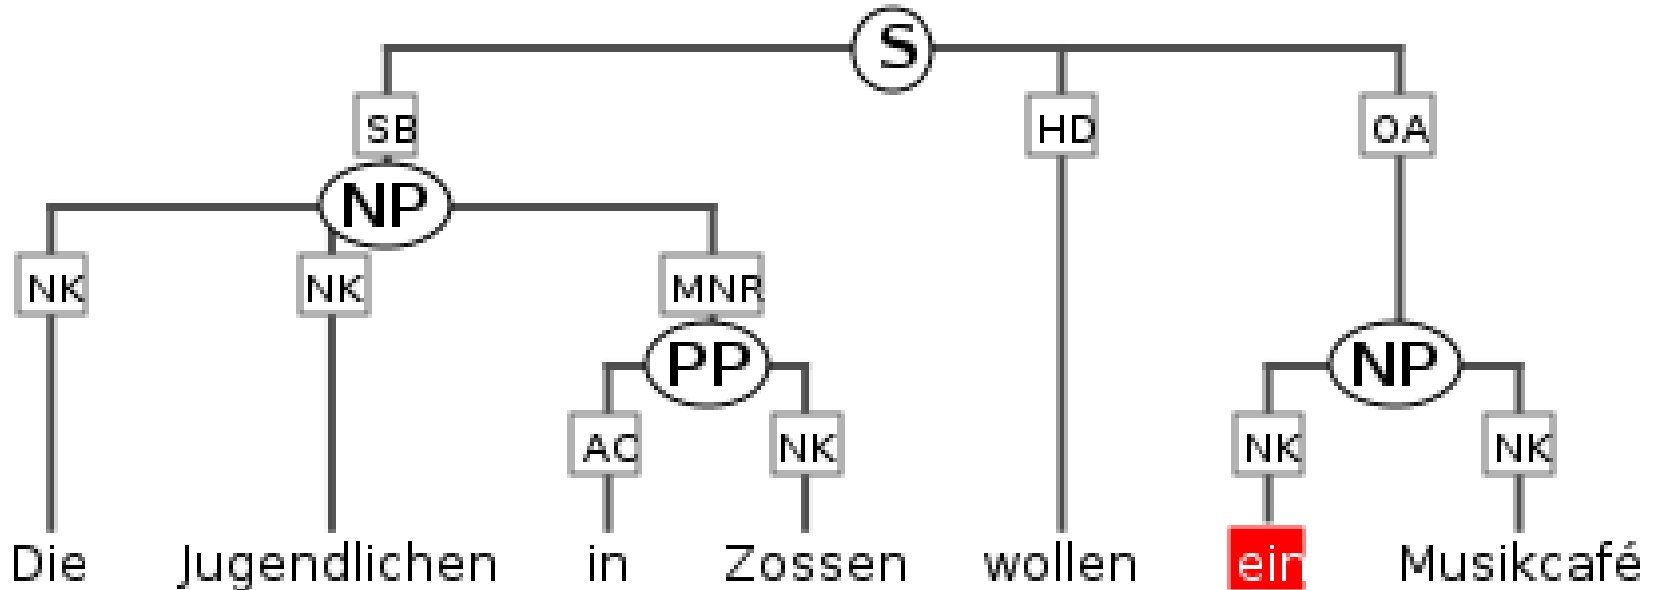 S
SB HD OA
NP
NK NK MNR
PP NP
AC NK NK NK
Die Jugendlichen in Zossen wollen ein Musikcafé